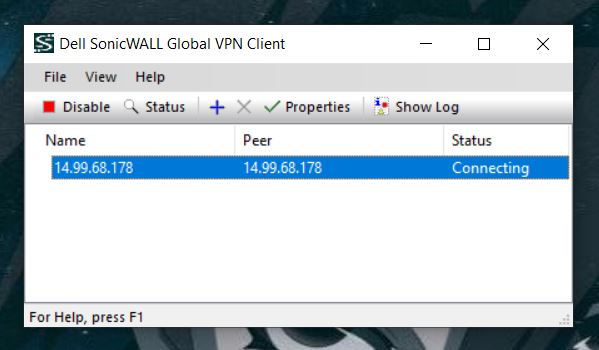 Dell SonicWALL Global VPN Client
File View Help
Disable Status Properties Show Log
Name Peer Status
14.99.68.178 14.99.68.178 Connecting
For Help, press F1